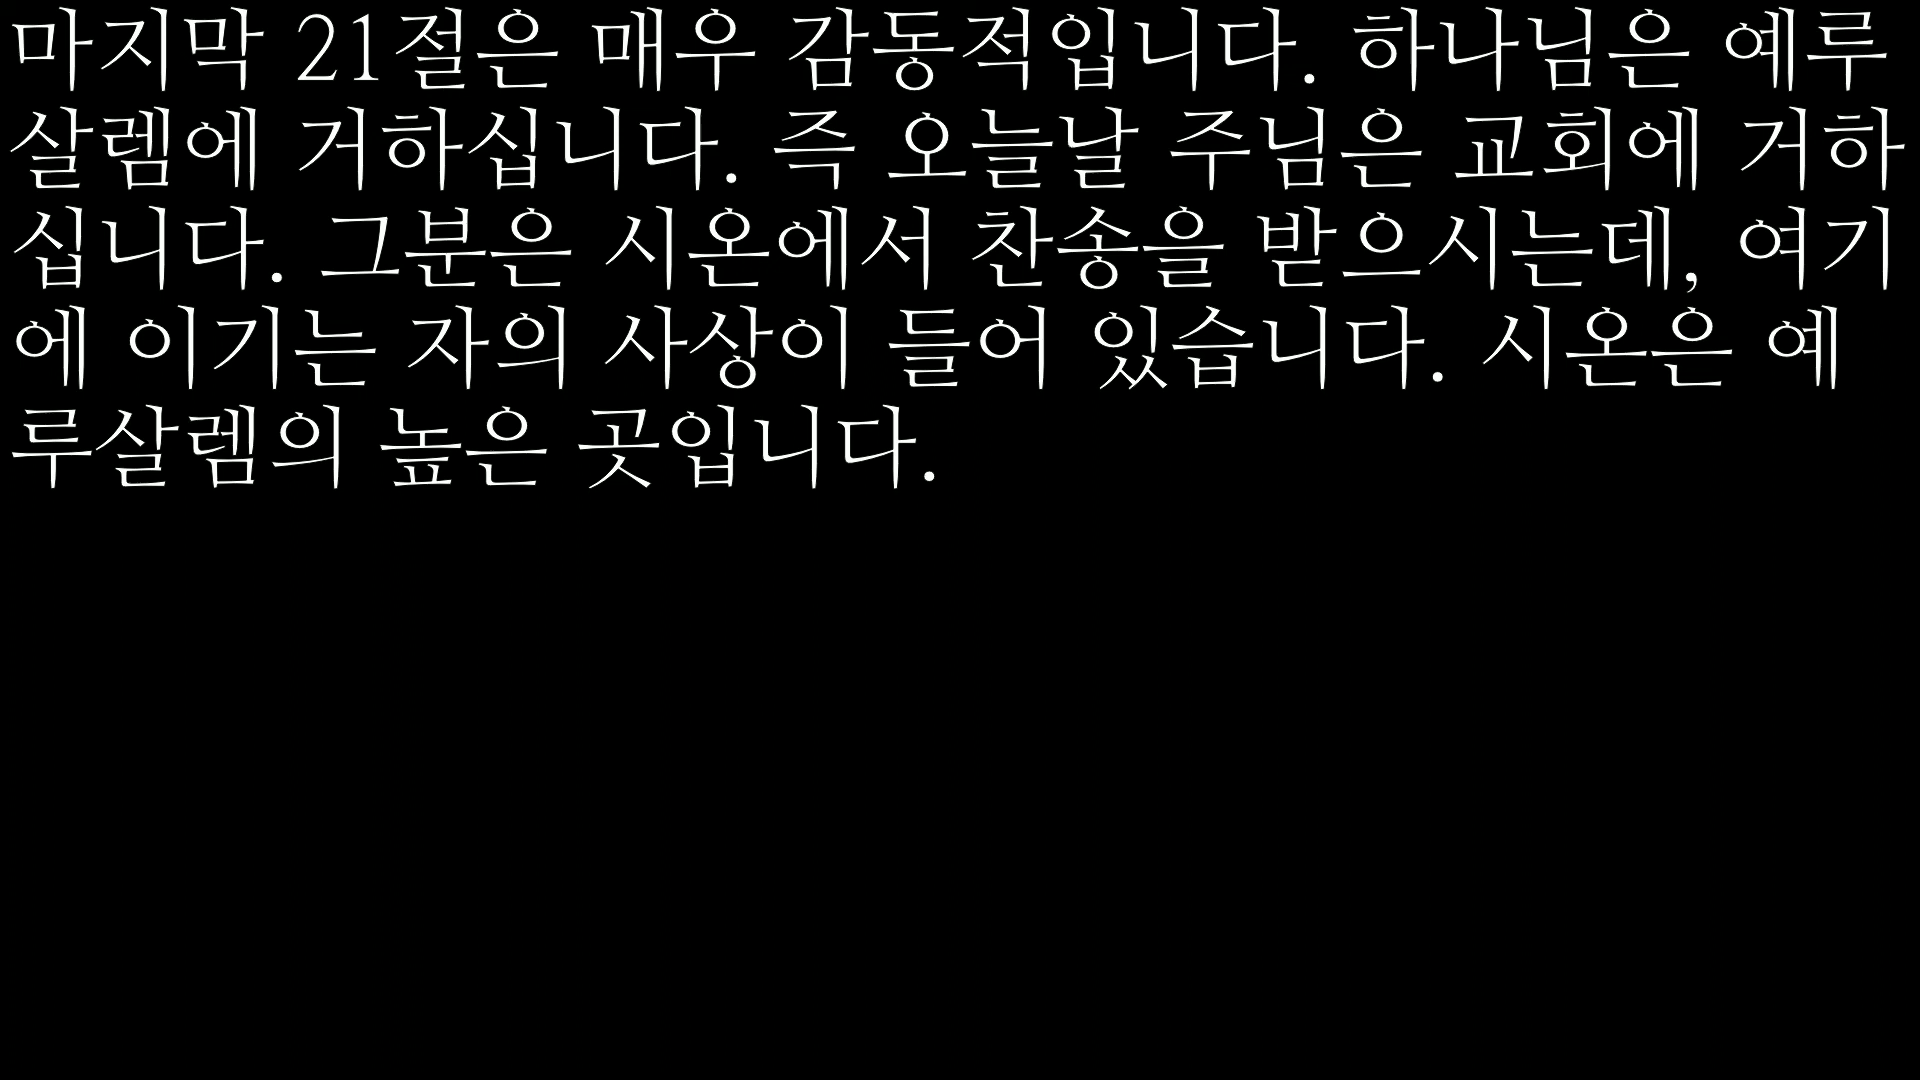 마지막 21절은 매우 감동적입니다. 하나님은 예루
살렘에 거하십니다. 즉 오늘날 주님은 교회에 거하
십니다. 그분은 시온에서 찬송을 받으시는데, 여기
에 이기는 자의 사상이 들어 있습니다. 시온은 예
루살렘의 높은 곳입니다.